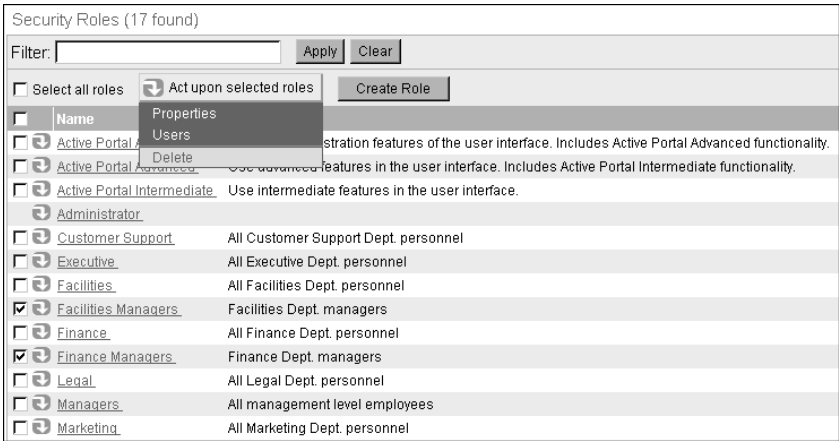 Security Roles (17 found)
Filter: Apply Clear
Select all roles Act upon selected roles Create Role
Name
Properties
Users
Delete
Active Portal A stration features of the user interface. Includes Active Portal Advanced functionality.
Active Portal Advanced Use advanced features in the user interface. Includes Active Portal Intermediate functionality.
Active Portal Intermediate Use intermediate features in the user interface.
Administrator
Customer Support All Customer Support Dept. personnel
Executive All Executive Dept. personnel
Facilities All Facilities Dept. personnel
Facilities Managers Facilities Dept. managers
Finance All Finance Dept. personnel
Finance Managers Finance Dept. managers
Legal All Legal Dept. personnel
Managers All management level employees
Marketing All Marketing Dept. personnel